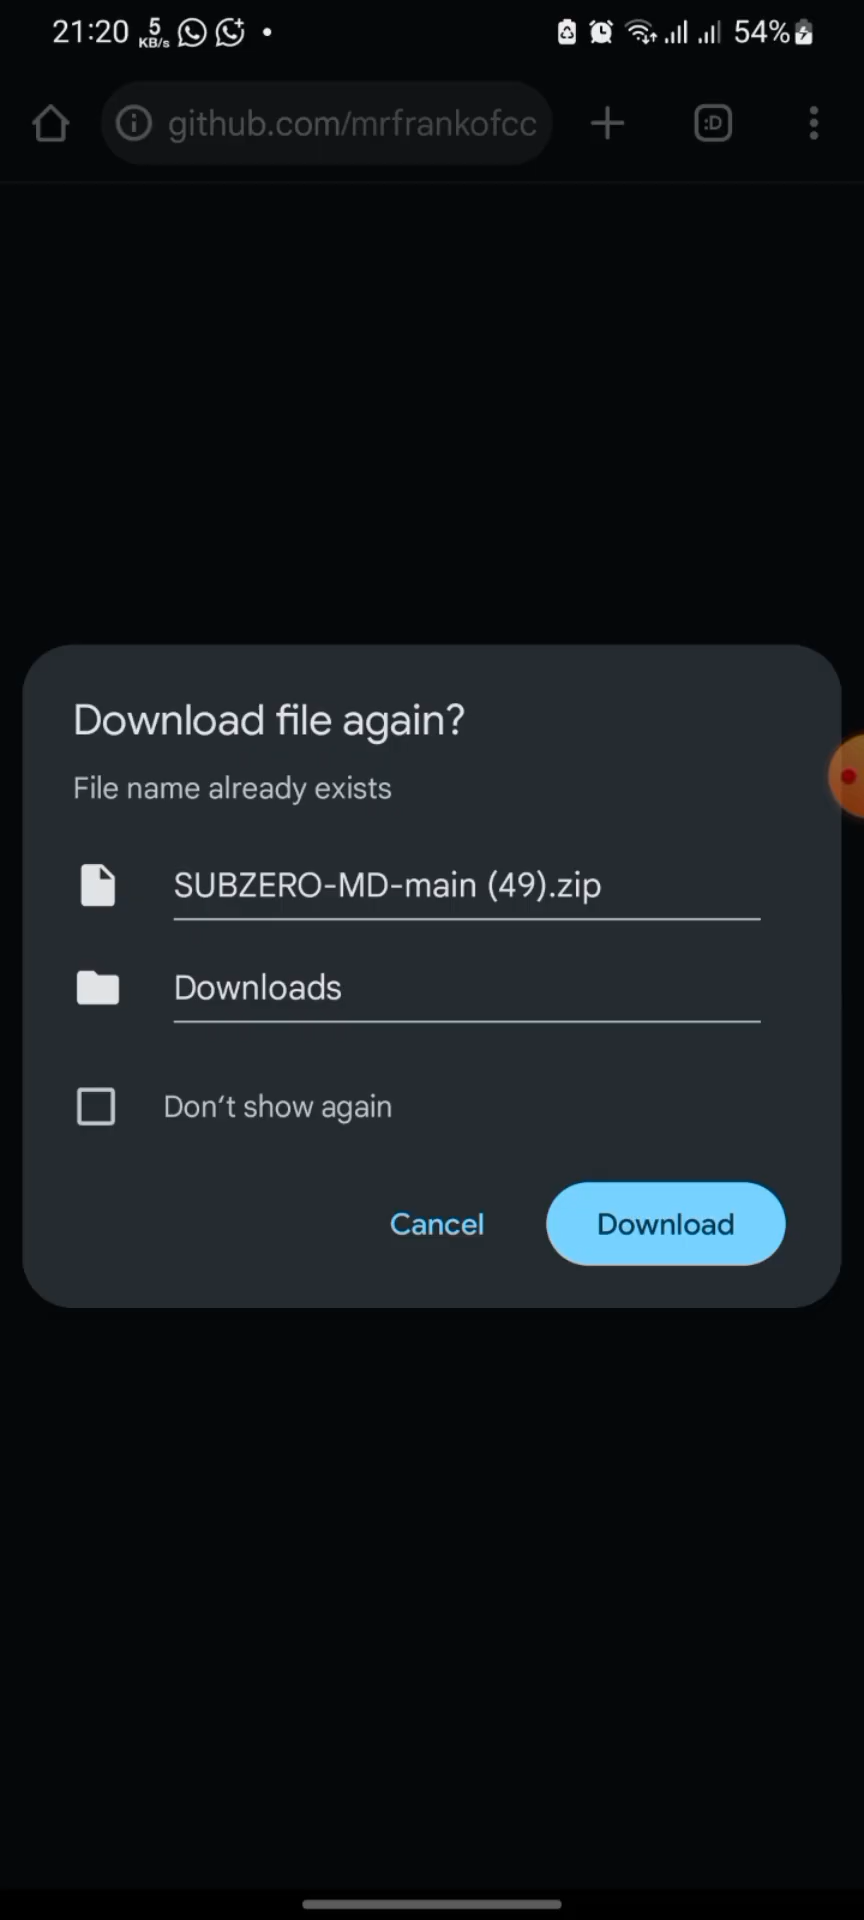 21:20 5 KB/s 54%
github.com/mrfrankofcc
:D
Download file again?
File name already exists
SUBZERO-MD-main (49).zip
Downloads
Don't show again
Cancel Download